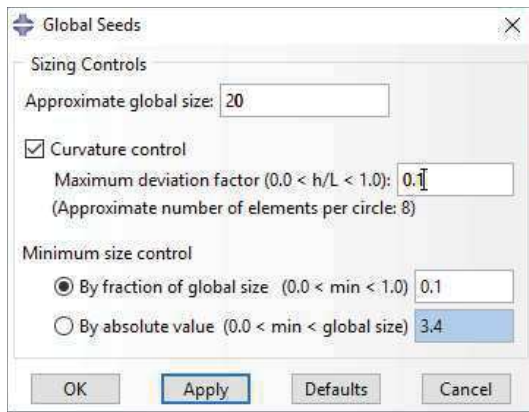 Global Seeds
Sizing Controls
Approximate global size: 20
Curvature control
Maximum deviation factor (0.0 < h/L < 1.0): 0.1
(Approximate number of elements per circle: 8)
Minimum size control
By fraction of global size (0.0 < min < 1.0) 0.1
By absolute value (0.0 < min < global size) 3.4
OK Apply Defaults Cancel